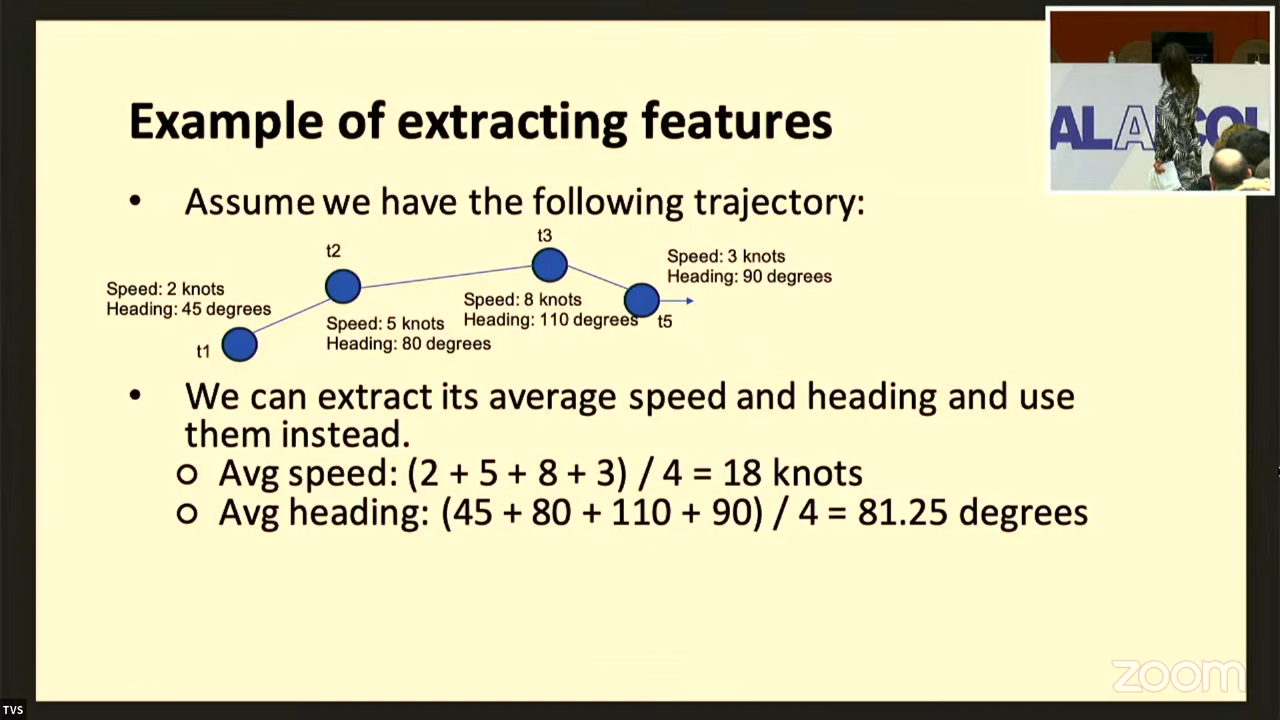 Example of extracting features
• Assume we have the following trajectory:
t3
t2
Speed: 3 knots
Heading: 90 degrees
Speed: 2 knots
Heading: 45 degrees
Speed: 8 knots
Heading: 110 degrees
t5
Speed: 5 knots
Heading: 80 degrees
t1
• We can extract its average speed and heading and use
them instead.
o Avg speed: (2 + 5 + 8 + 3) / 4 = 18 knots
o Avg heading: (45 + 80 + 110 + 90) / 4 = 81.25 degrees
zoom
TVS